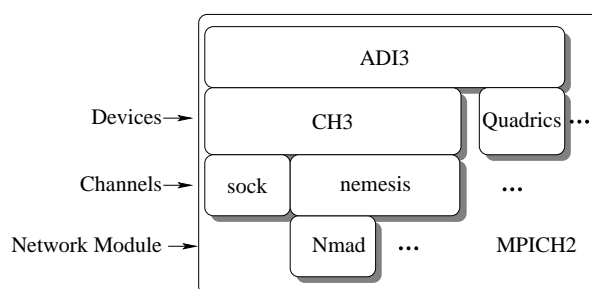 ADI3
Devices
CH3
Quadrics
...
Channels
sock
nemesis
...
Network Module
Nmad
...
MPICH2